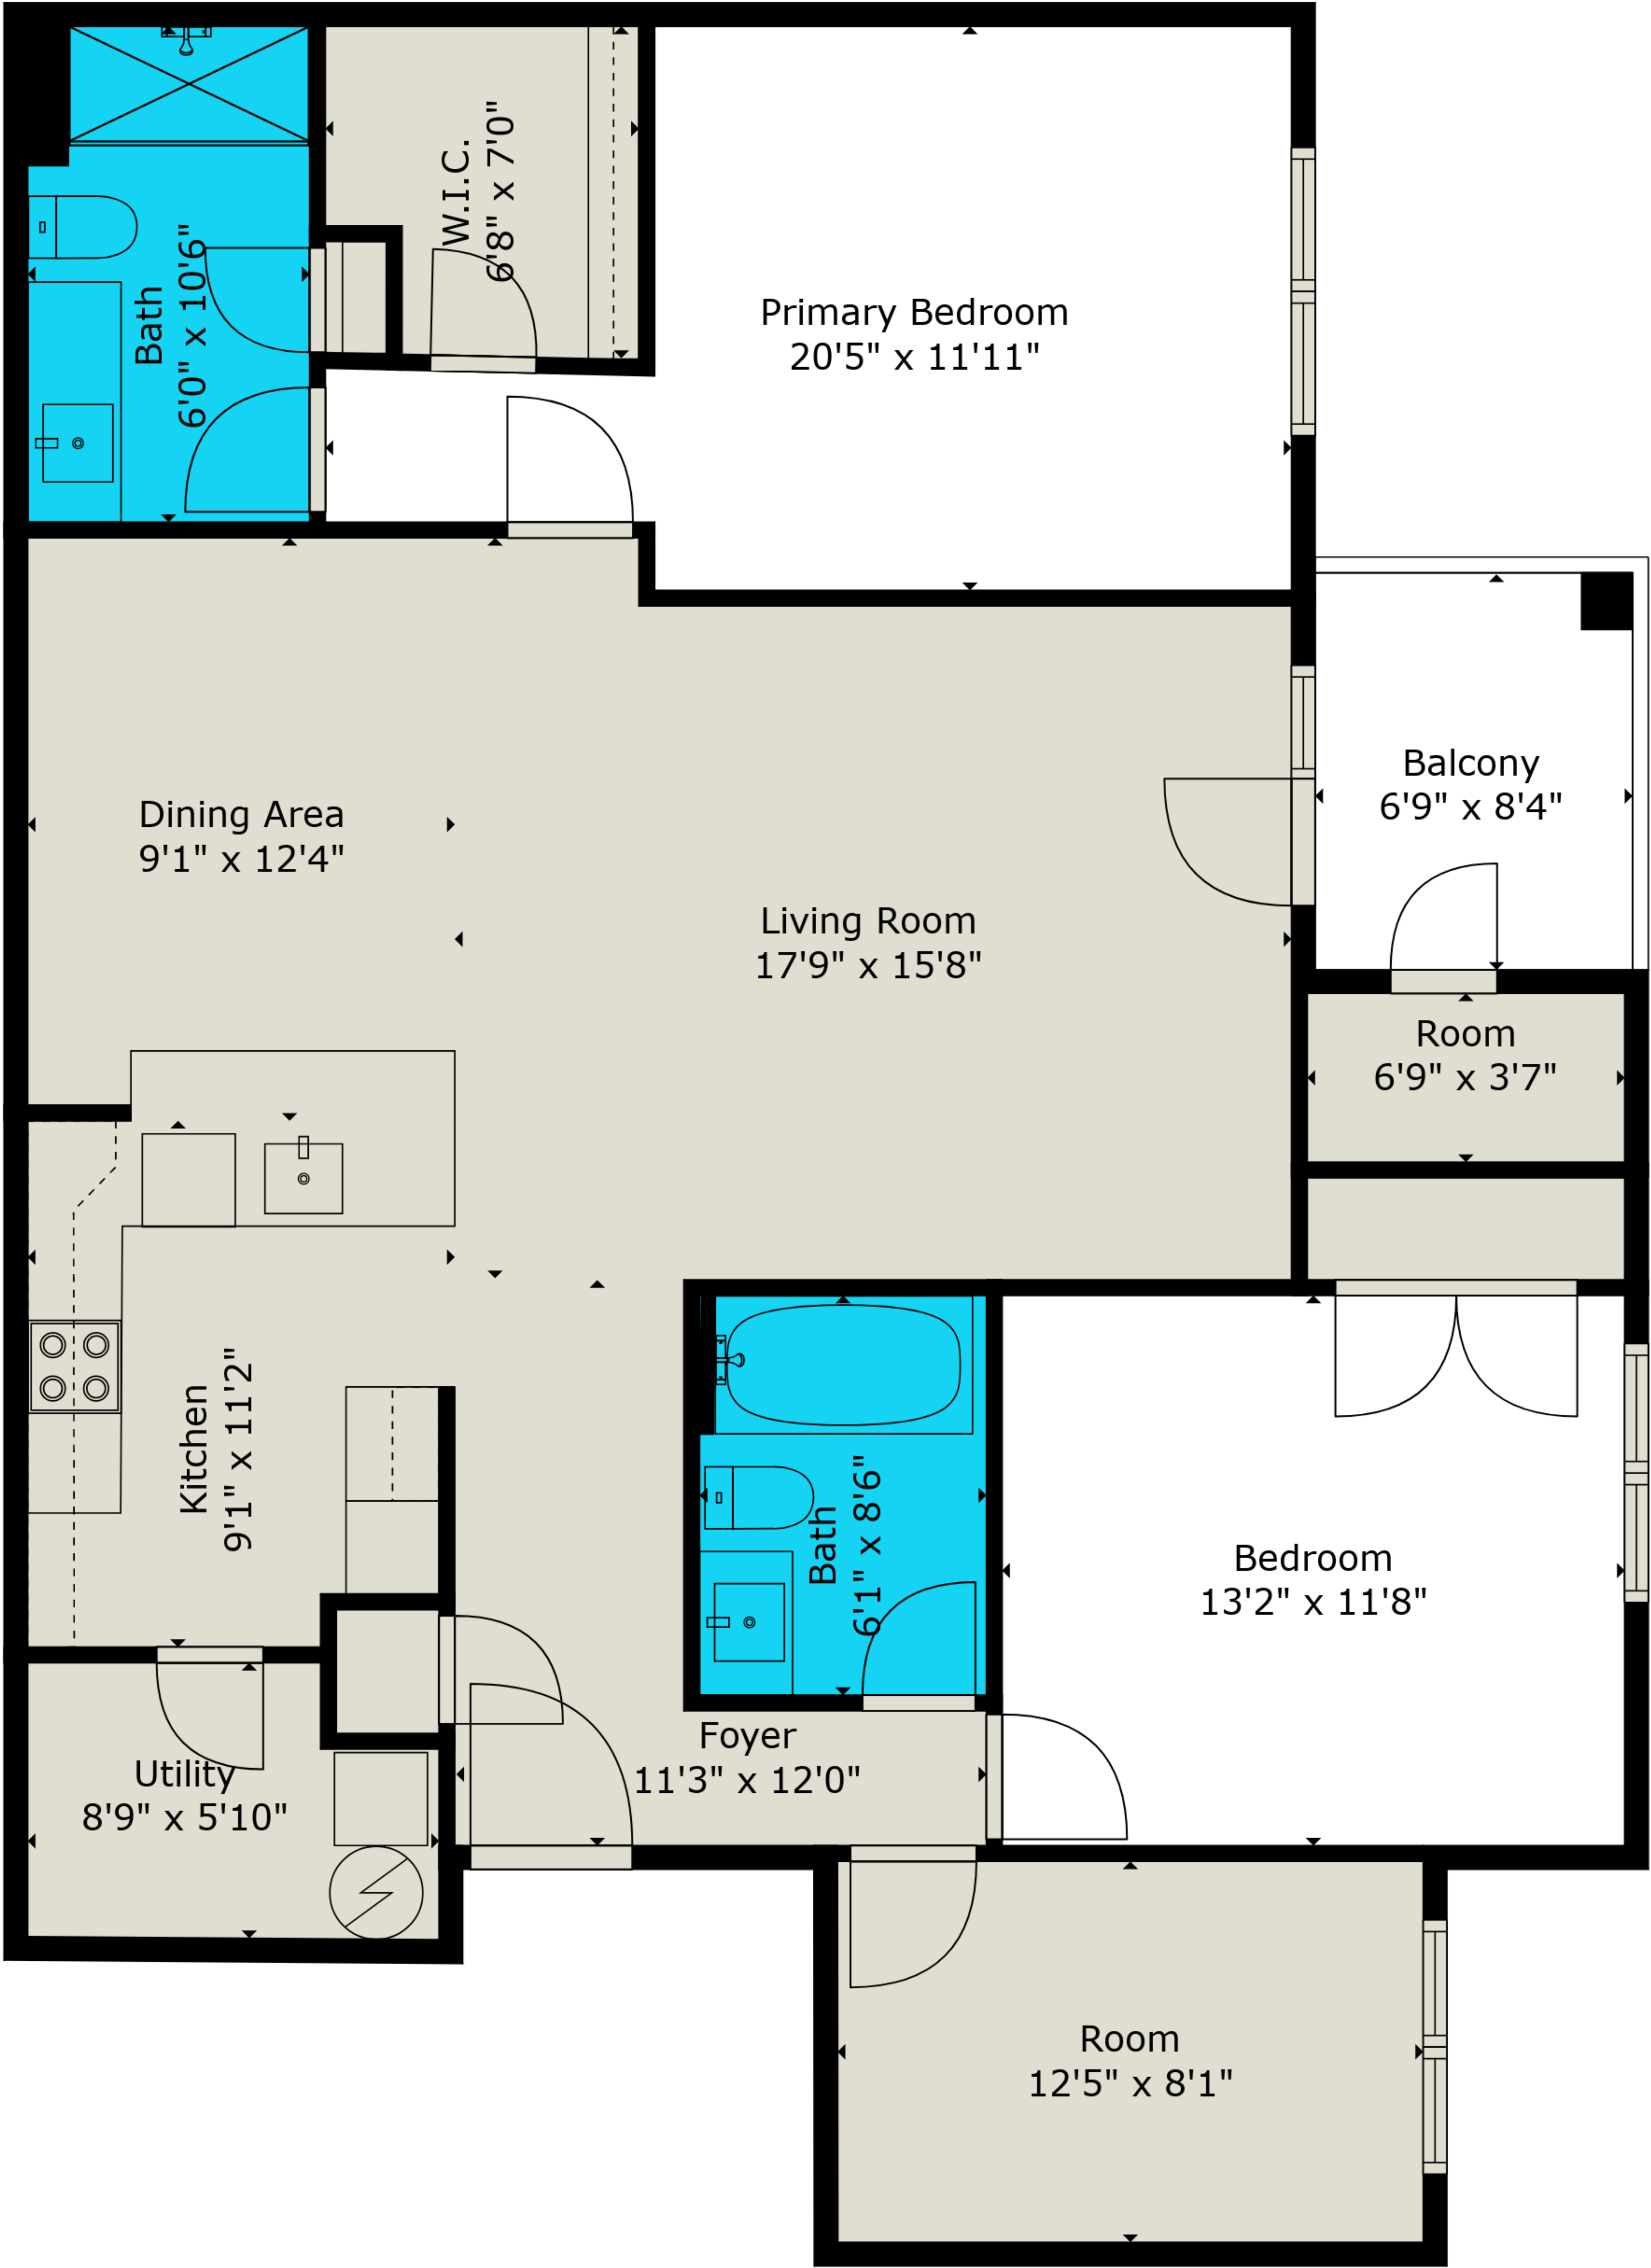 W.I.C.
6'8" x 7'0"
Bath
6'0" x 10'6"
Primary Bedroom
20'5" x 11'11"
Balcony
6'9" x 8'4"
Dining Area
9'1" x 12'4"
Living Room
17'9" x 15'8"
Room
6'9" x 3'7"
Kitchen
9'1" x 11'2"
Bath
6'1" x 8'6"
Bedroom
13'2" x 11'8"
Foyer
11'3" x 12'0"
Utility
8'9" x 5'10"
Room
12'5" x 8'1"